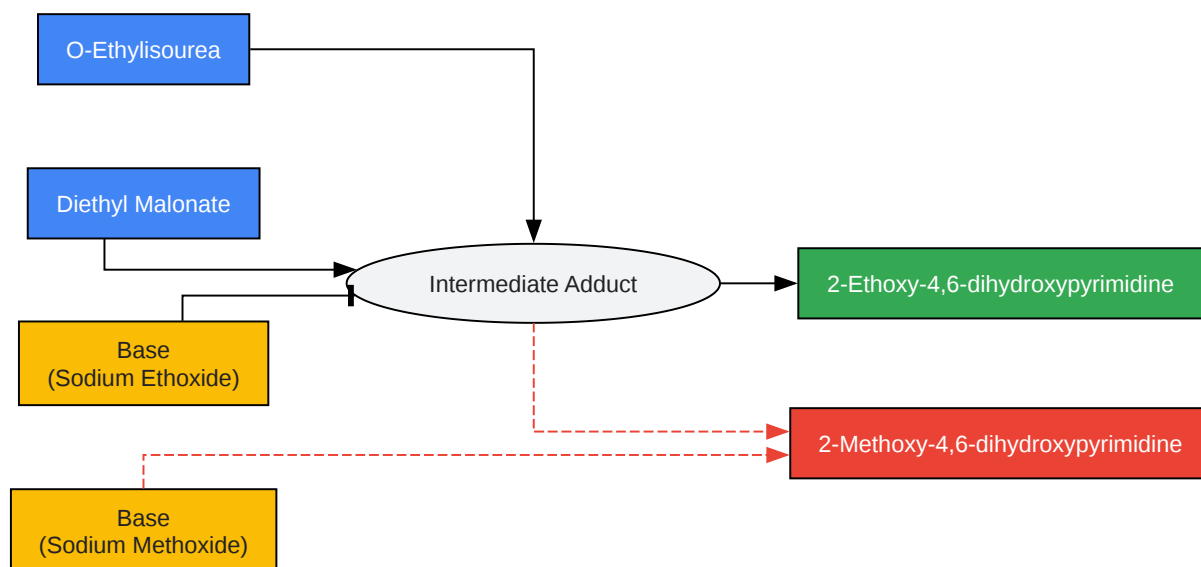 O-Ethylisourea
Diethyl Malonate
Intermediate Adduct
2-Ethoxy-4,6-dihydroxypyrimidine
Base
(Sodium Ethoxide)
2-Methoxy-4,6-dihydroxypyrimidine
Base
(Sodium Methoxide)